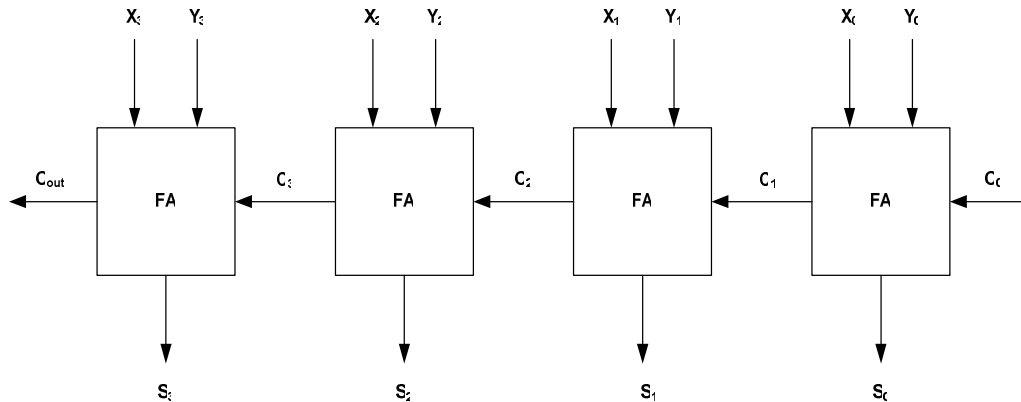 X₃ Y₃ X₂ Y₂ X₁ Y₁ X₀ Y₀
C_out FA C₃ FA C₂ FA C₁ FA C₀
S₃ S₂ S₁ S₀